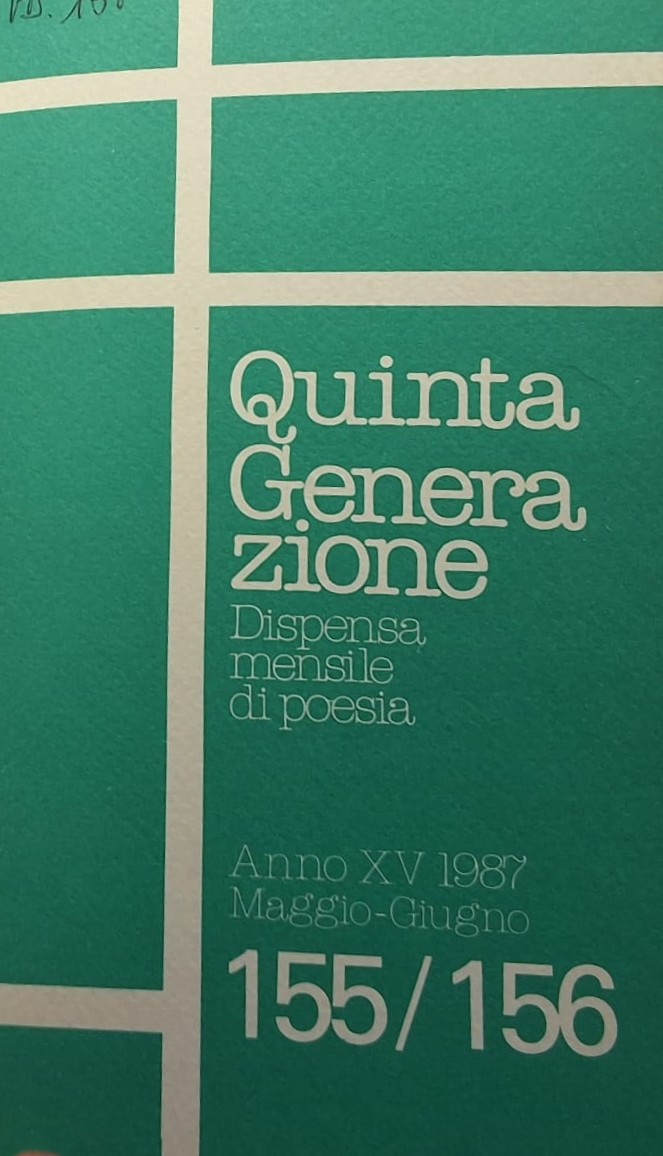 Quinta
Genera
zione
Dispensa
mensile
di poesia
Anno XV 1987
Maggio-Giugno
155/156